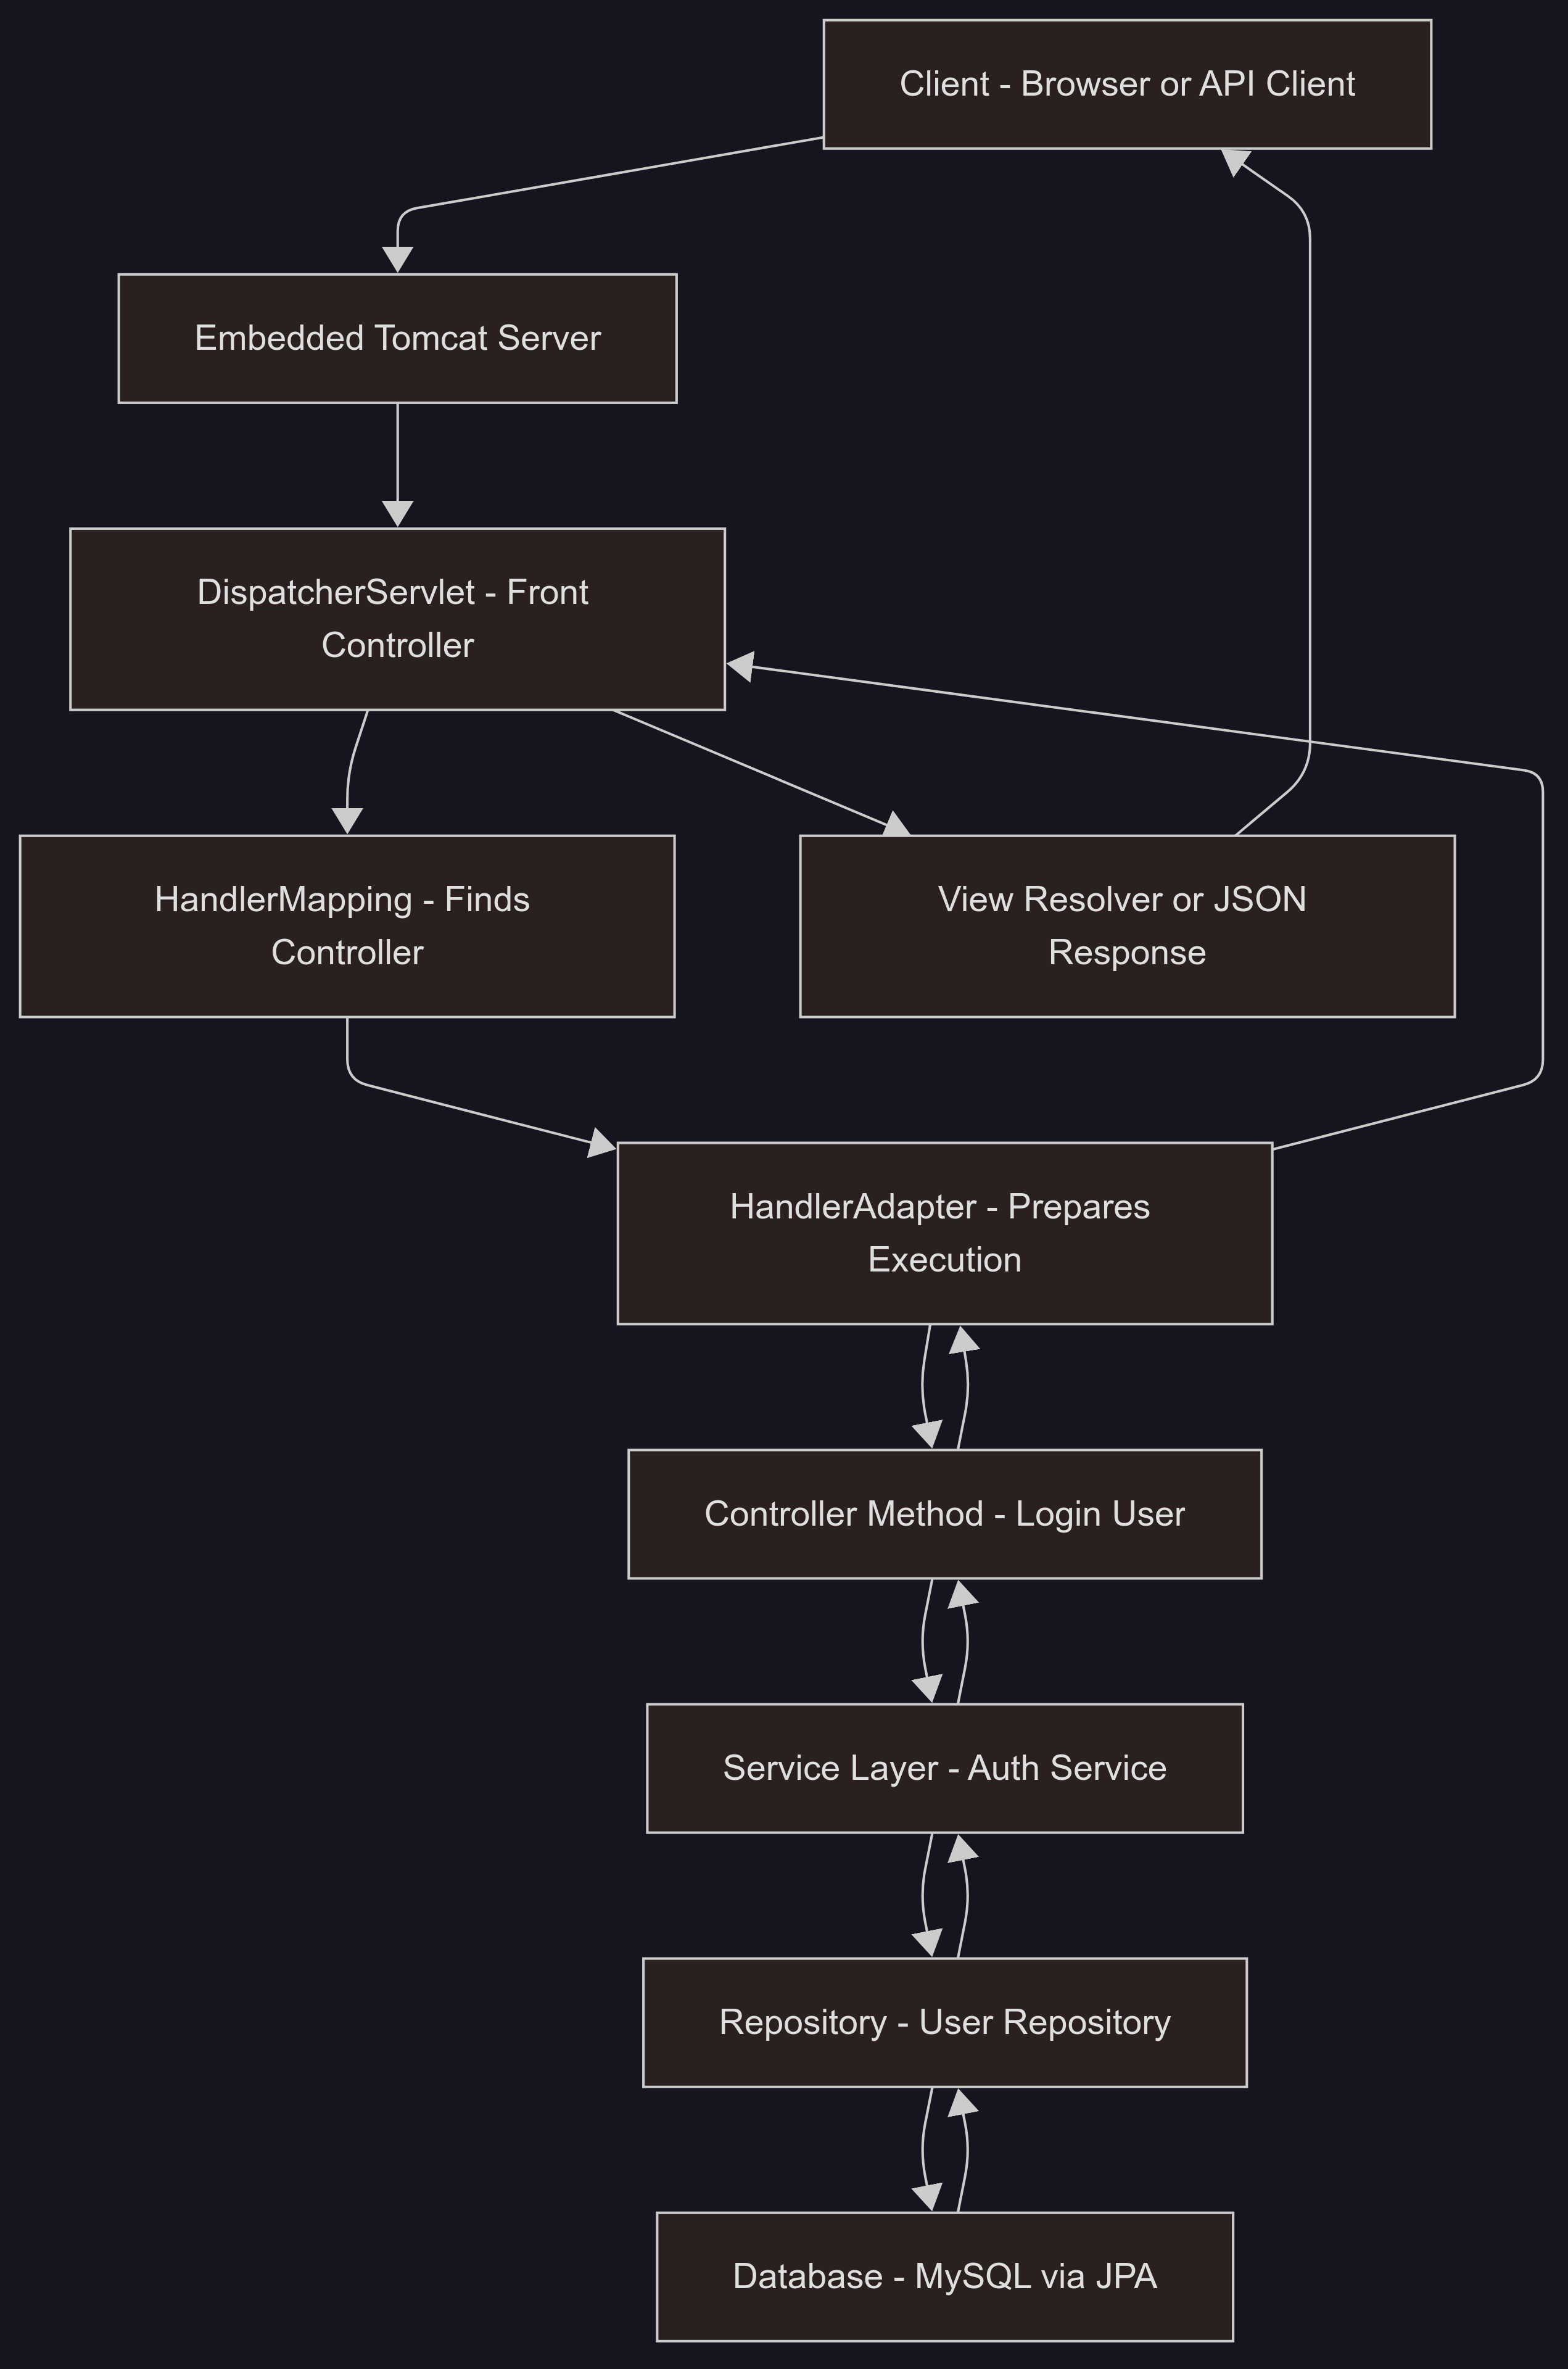 Client - Browser or API Client
Embedded Tomcat Server
DispatcherServlet - Front
Controller
HandlerMapping - Finds
Controller
View Resolver or JSON
Response
HandlerAdapter - Prepares
Execution
Controller Method - Login User
Service Layer - Auth Service
Repository - User Repository
Database - MySQL via JPA